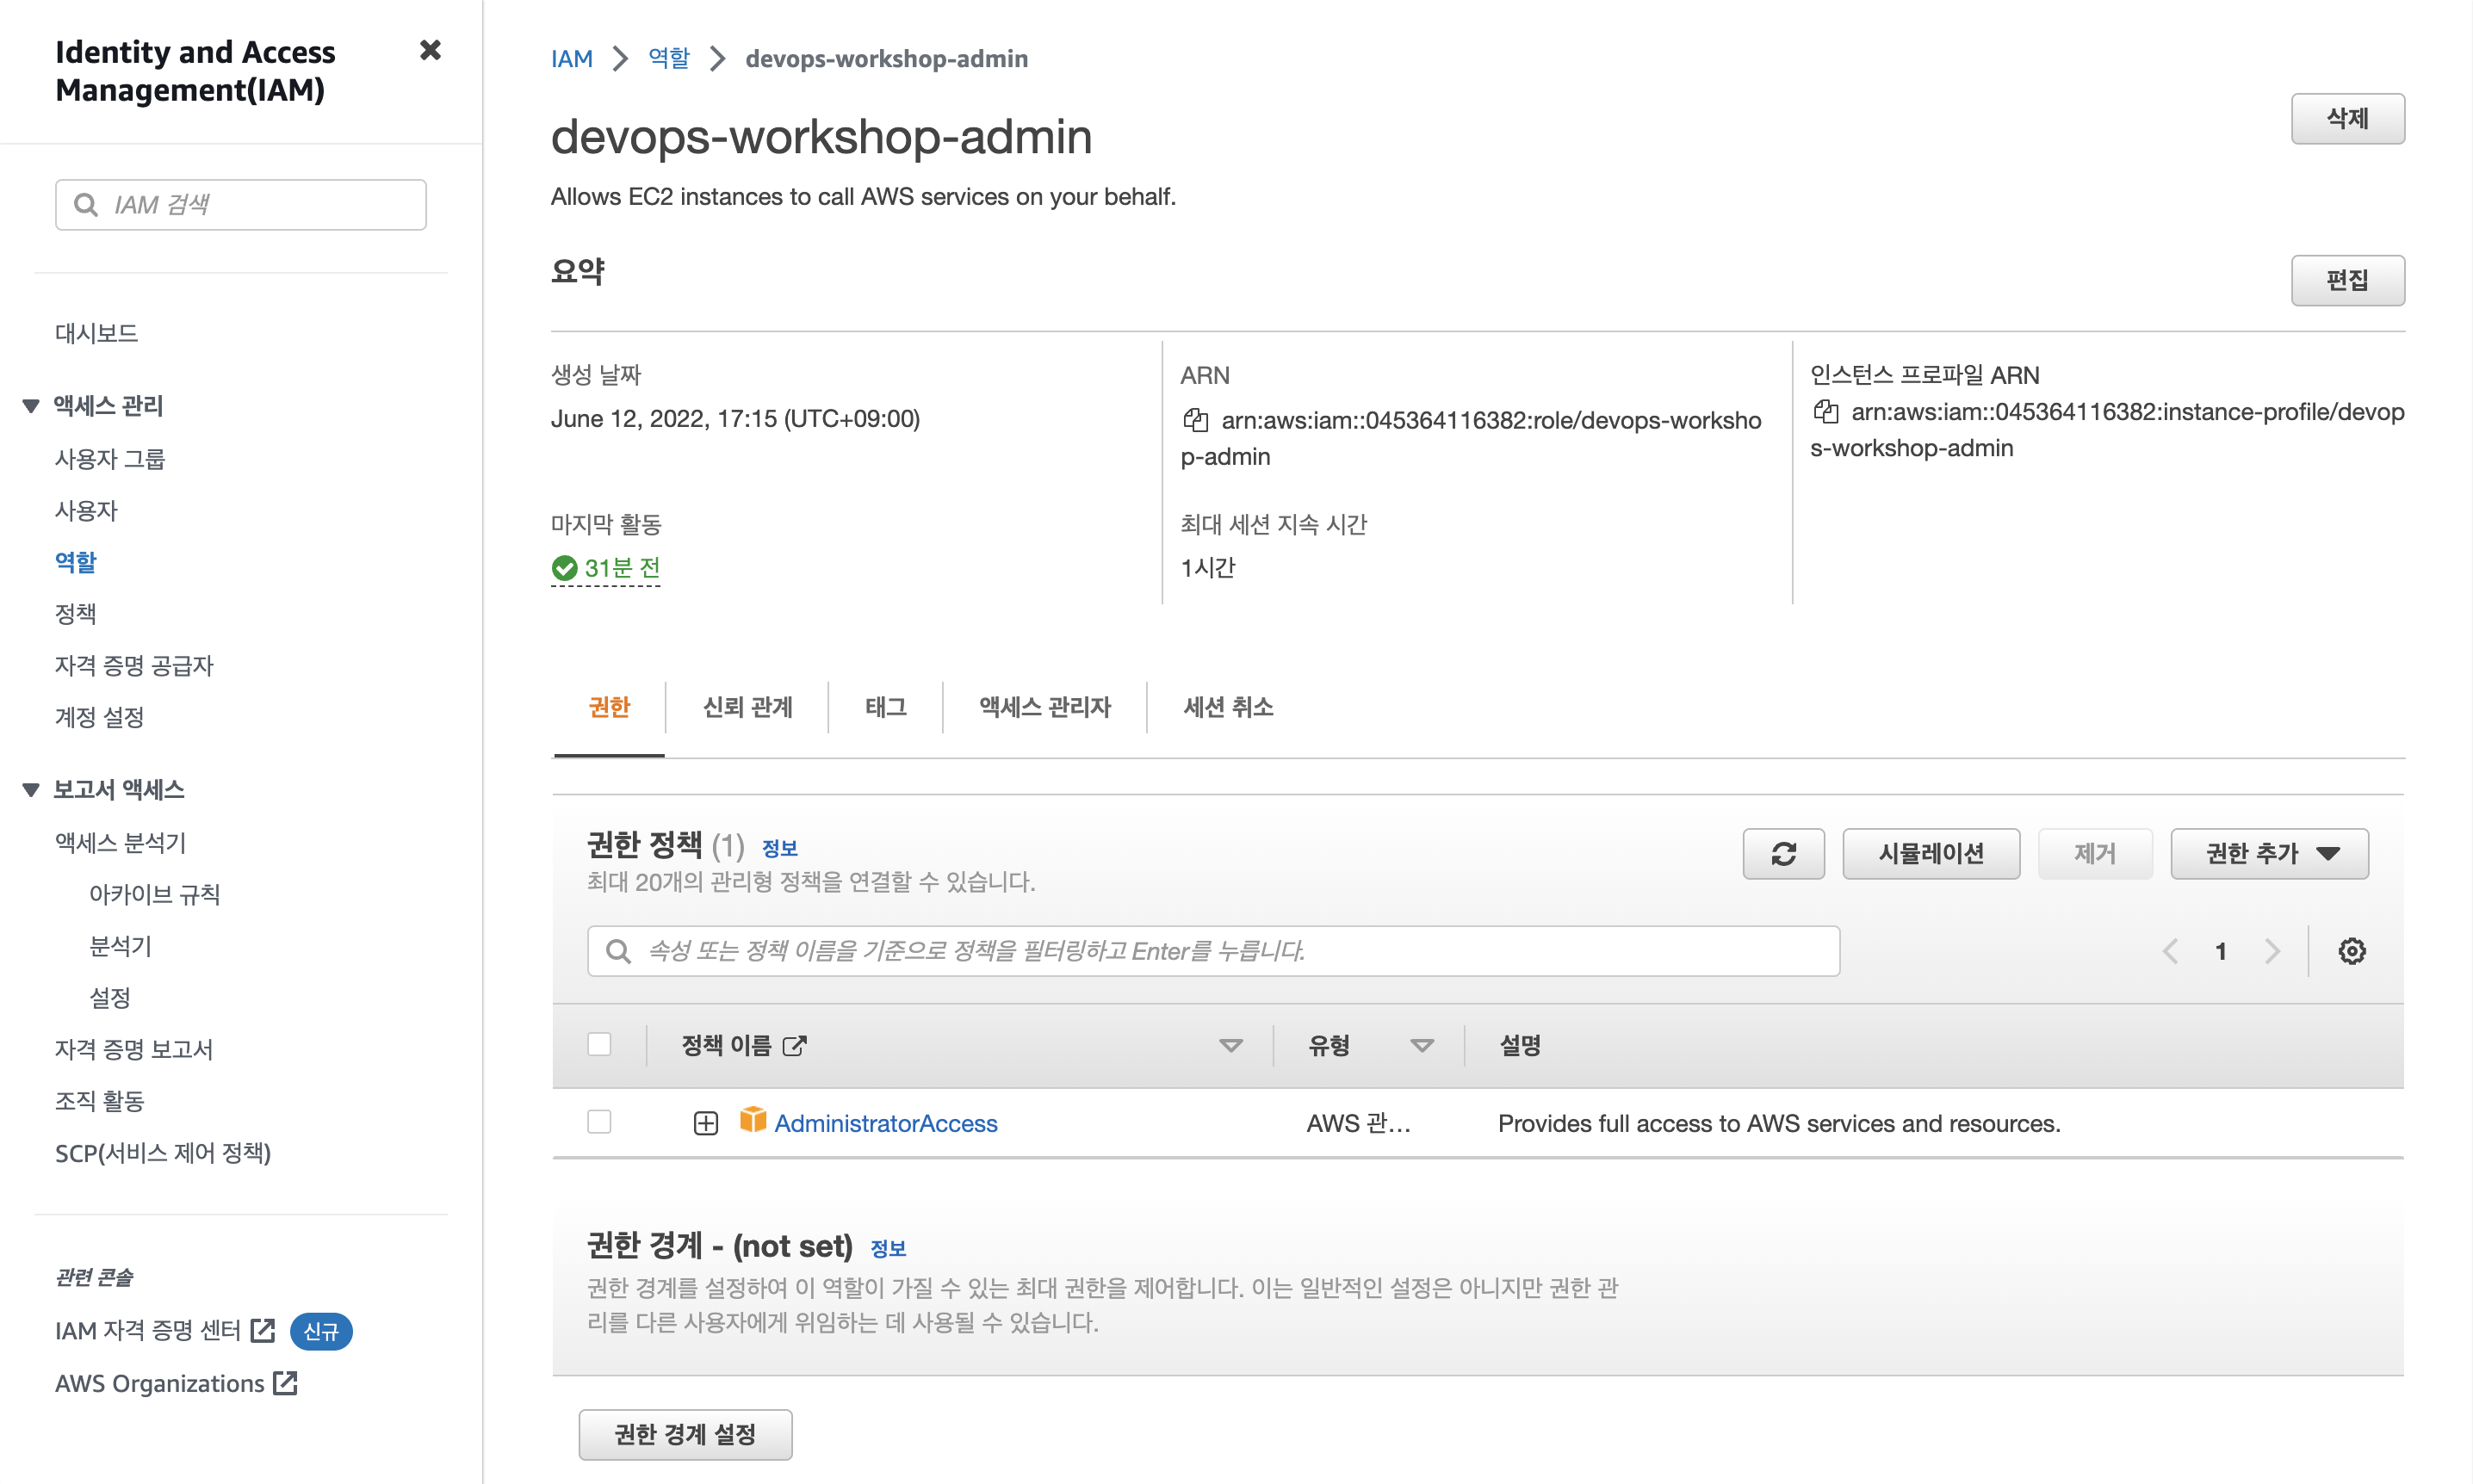 Identity and Access
Management(IAM)
IAM 검색
대시보드
액세스 관리
사용자 그룹
사용자
역할
정책
자격 증명 공급자
계정 설정
보고서 액세스
액세스 분석기
아카이브 규칙
분석기
설정
자격 증명 보고서
조직 활동
SCP(서비스 제어 정책)
관련 콘솔
IAM 자격 증명 센터 신규
AWS Organizations
IAM 역할 devops-workshop-admin
devops-workshop-admin
삭제
Allows EC2 instances to call AWS services on your behalf.
요약
편집
생성 날짜
June 12, 2022, 17:15 (UTC+09:00)
ARN
arn:aws:iam::045364116382:role/devops-worksho
p-admin
인스턴스 프로파일 ARN
arn:aws:iam::045364116382:instance-profile/devop
s-workshop-admin
마지막 활동
31분 전
최대 세션 지속 시간
1시간
권한 신뢰 관계 태그 액세스 관리자 세션 취소
권한 정책 (1) 정보
최대 20개의 관리형 정책을 연결할 수 있습니다.
시뮬레이션 제거 권한 추가
속성 또는 정책 이름을 기준으로 정책을 필터링하고 Enter를 누릅니다.
1
정책 이름 유형 설명
AdministratorAccess AWS 관... Provides full access to AWS services and resources.
권한 경계 - (not set) 정보
권한 경계를 설정하여 이 역할이 가질 수 있는 최대 권한을 제어합니다. 이는 일반적인 설정은 아니지만 권한 관
리를 다른 사용자에게 위임하는 데 사용될 수 있습니다.
권한 경계 설정